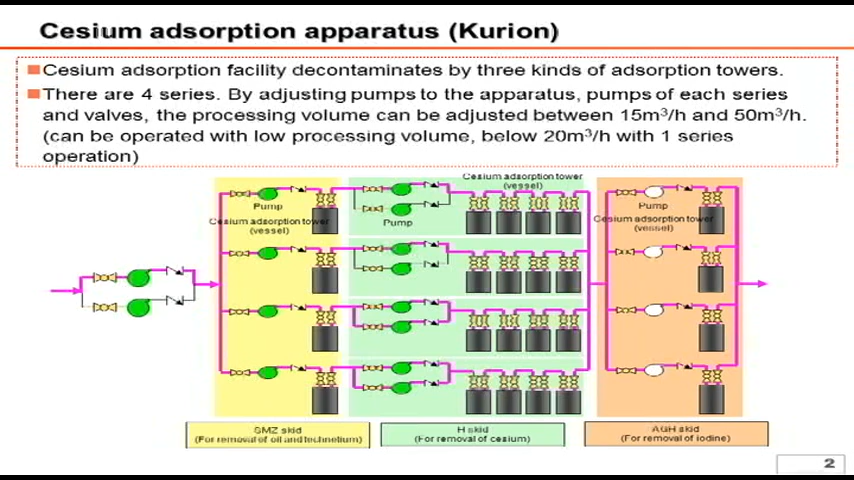 Cesium adsorption apparatus (Kurion)
Cesium adsorption facility decontaminates by three kinds of adsorption towers.
There are 4 series. By adjusting pumps to the apparatus, pumps of each series
and valves, the processing volume can be adjusted between 15m³/h and 50m³/h.
(can be operated with low processing volume, below 20m³/h with 1 series
operation)
Cesium adsorption tower
(vessel)
Pump
Cesium adsorption tower
(vessel)
Pump
Pump
Cesium adsorption tower
(vessel)
SMZ skid
(For removal of oil and technetium)
H skid
(For removal of cesium)
AGH skid
(For removal of iodine)
2